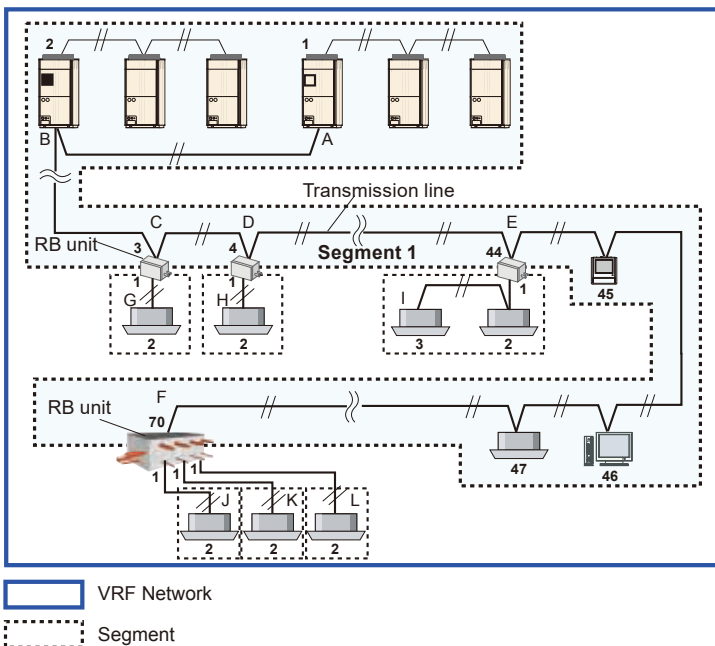 2
1
B
A
Transmission line
C
D
E
RB unit
3
4
Segment 1
44
1
1
1
45
G
H
I
2
2
3
2
F
RB unit
70
47
46
1
1
1
J
K
L
2
2
2
VRF Network
Segment